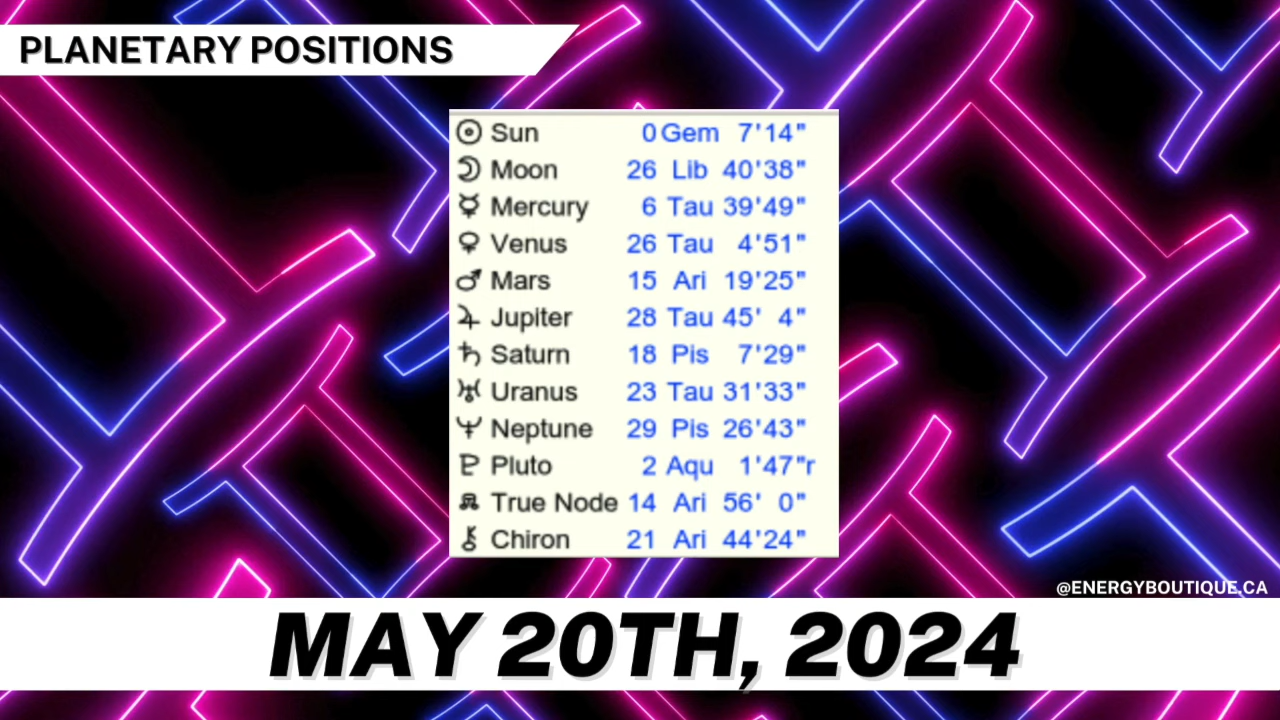 PLANETARY POSITIONS
☉ Sun 0 Gem 7'14"
☽ Moon 26 Lib 40'38"
☿ Mercury 6 Tau 39'49"
♀ Venus 26 Tau 4'51"
♂ Mars 15 Ari 19'25"
♃ Jupiter 28 Tau 45' 4"
♄ Saturn 18 Pis 7'29"
♅ Uranus 23 Tau 31'33"
♆ Neptune 29 Pis 26'43"
♇ Pluto 2 Aqu 1'47"r
☊ True Node 14 Ari 56' 0"
⚷ Chiron 21 Ari 44'24"
@ENERGYBOUTIQUE.CA
MAY 20TH, 2024